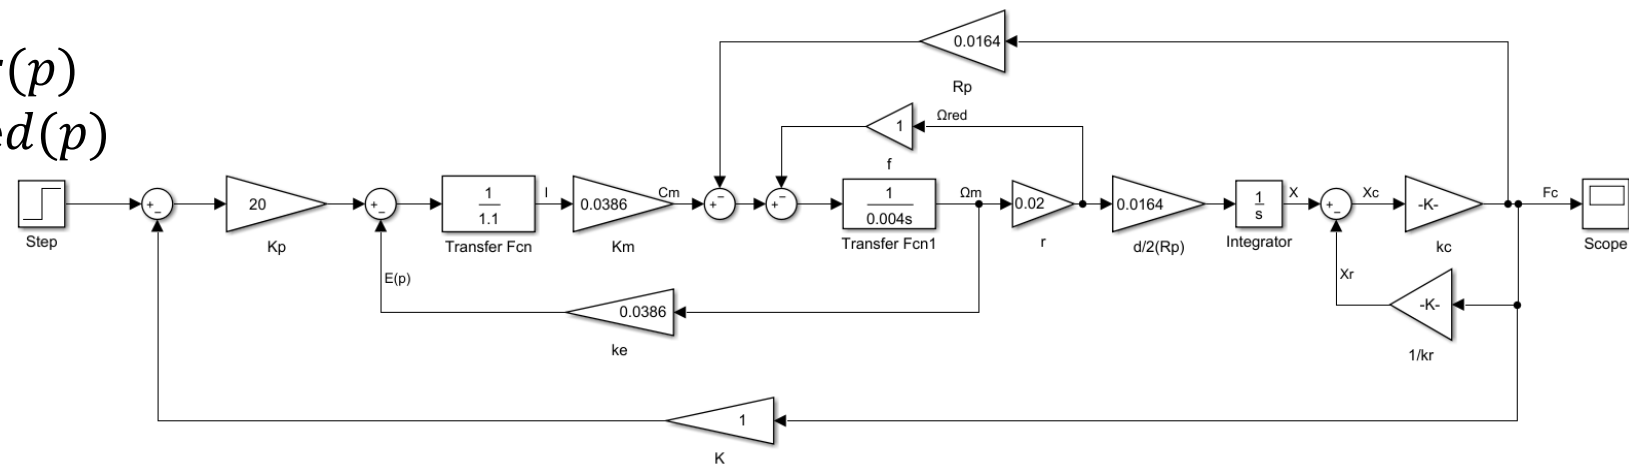 r(p)
ed(p)
0.0164
Rp
Ωred
1
f
+
−
20
+
−
1
1.1
I
0.0386
Cm
+
−
+
−
1
0.004s
Ωm
0.02
0.0164
1
s
X
+
−
Xc
-K-
Fc
Step
Kp
Transfer Fcn
Km
Transfer Fcn1
r
d/2(Rp)
Integrator
kc
Scope
E(p)
Xr
0.0386
-K-
ke
1/kr
1
K